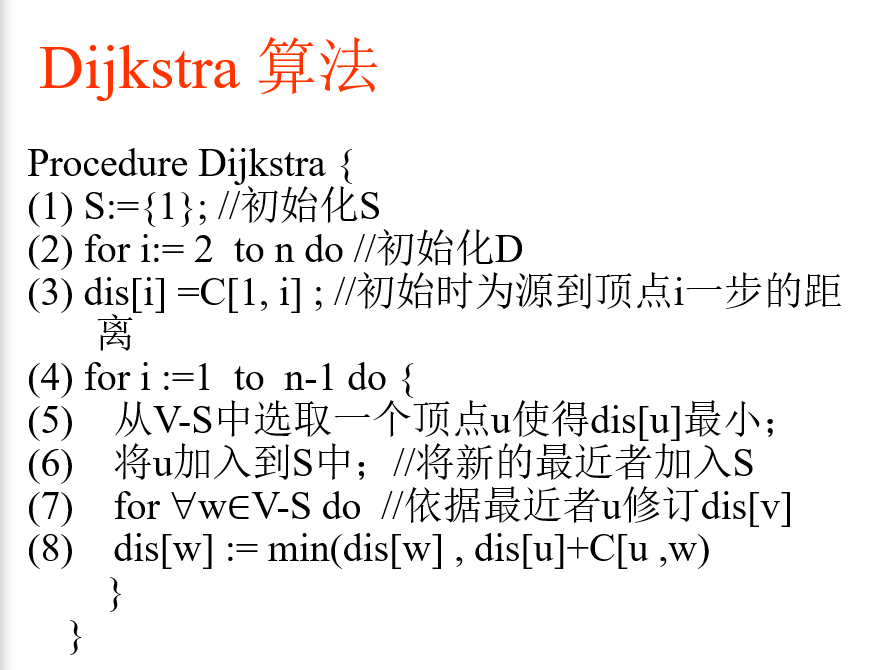 Dijkstra 算法
Procedure Dijkstra {
(1) S:={1}; //初始化S
(2) for i:= 2  to n do //初始化D
(3) dis[i] =C[1, i] ; //初始时为源到顶点i一步的距
离
(4) for i :=1  to  n-1 do {
(5)    从V-S中选取一个顶点u使得dis[u]最小；
(6)    将u加入到S中；//将新的最近者加入S
(7)    for ∀w∈V-S do  //依据最近者u修订dis[v]
(8)    dis[w] := min(dis[w] , dis[u]+C[u ,w)
}
}